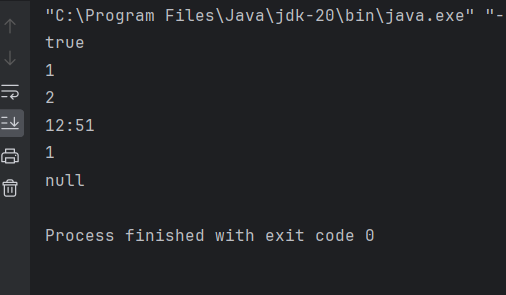 "C:\Program Files\Java\jdk-20\bin\java.exe" "-
true
1
2
12:51
1
null
Process finished with exit code 0